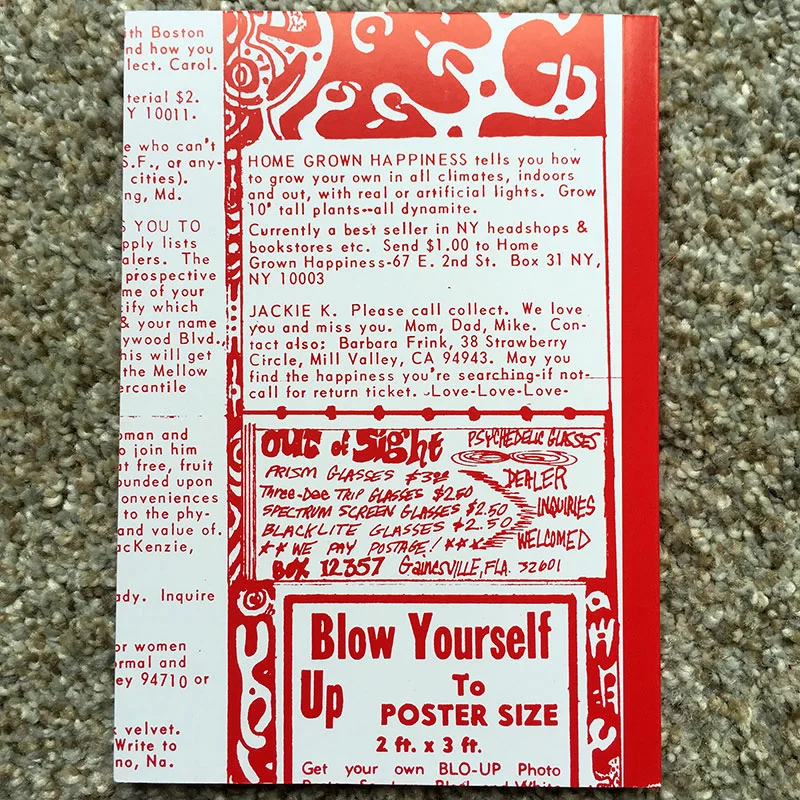 ith Boston
nd how you
lect. Carol.
terial $2.
Y 10011.
e who can't
S.F., or any-
cities).
ng, Md.
S YOU TO
pply lists
alers. The
prospective
me of your
ify which
& your name
ywood Blvd.,
his will get
the Mellow
ercantile
oman and
o join him
at free, fruit
ounded upon
onveniences
to the phy-
and value of.
acKenzie,
ady. Inquire
or women
ormal and
ey 94710 or
k velvet.
Write to
no, Na.
HOME GROWN HAPPINESS tells you how
to grow your own in all climates, indoors
and out, with real or artificial lights. Grow
10' tall plants--all dynamite.
Currently a best seller in NY headshops &
bookstores etc. Send $1.00 to Home
Grown Happiness-67 E. 2nd St. Box 31 NY,
NY 10003
JACKIE K. Please call collect. We love
you and miss you. Mom, Dad, Mike. Con-
tact also: Barbara Frink, 38 Strawberry
Circle, Mill Valley, CA 94943. May you
find the happiness you're searching-if not-
call for return ticket. -Love-Love-Love-
OUT of SigHt
PSYCHEDELIC GLASSES
PRISM GLASSES $3.00
Three-Dee TRIP GLASSES $2.50
SPECTRUM SCREEN GLASSES $2.50
BLACKLITE GLASSES $2.50
**WE PAY POSTAGE! ***
DEALER
INQUIRIES
WELCOMED
BOX 12357 GAINESVILLE, FLA. 32601
Blow Yourself
Up To
POSTER SIZE
2 ft. x 3 ft.
Get your own BLO-UP Photo